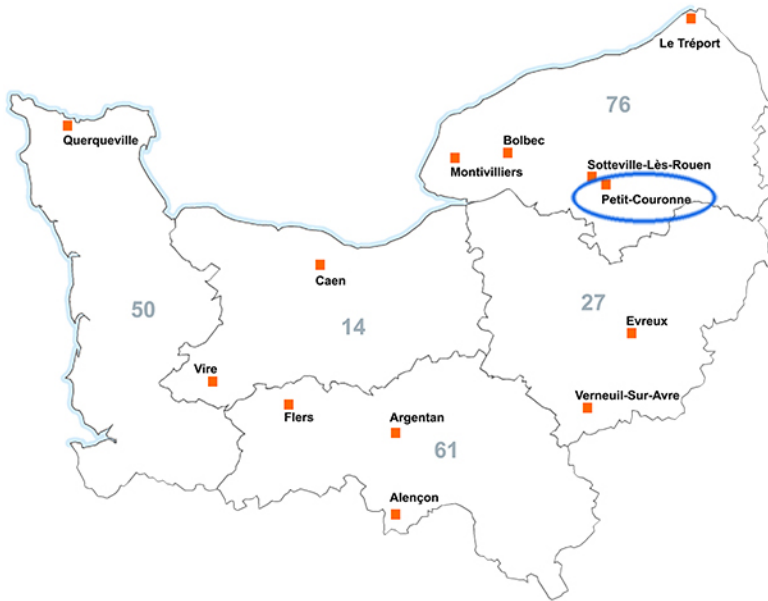 Le Tréport
76
Querqueville
Bolbec
Montivilliers
Sotteville-Lès-Rouen
Petit-Couronne
Caen
50
14
27
Evreux
Vire
Verneuil-Sur-Avre
Flers
Argentan
61
Alençon